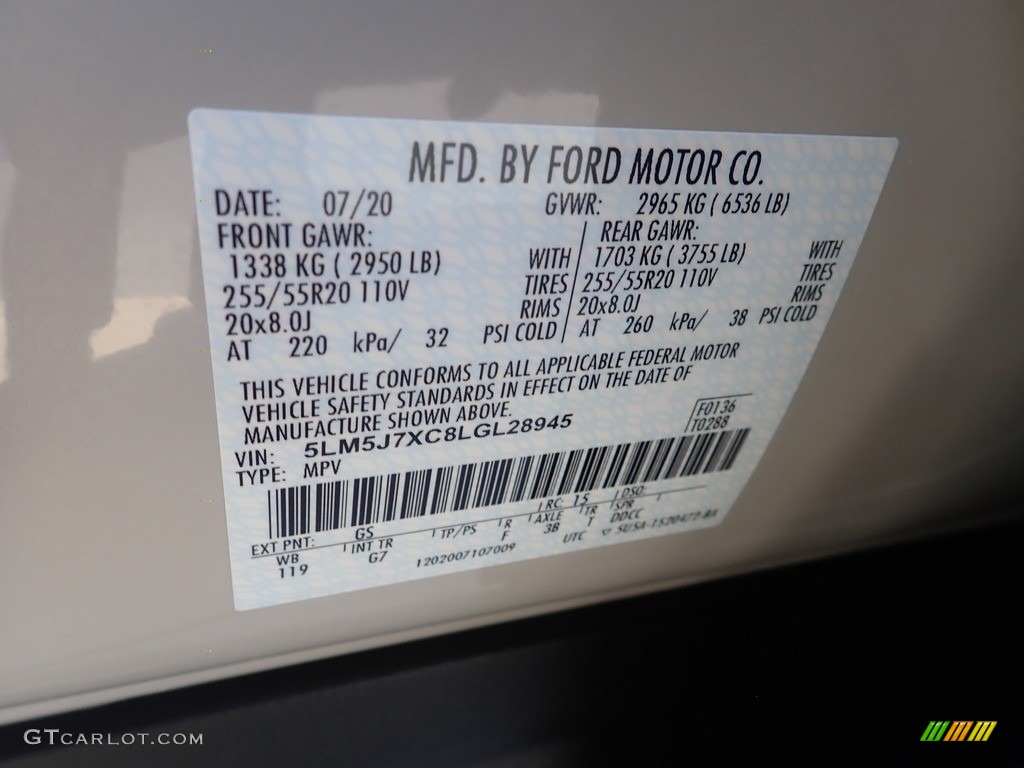 MFD. BY FORD MOTOR CO.
DATE: 07/20 GVWR: 2965 KG ( 6536 LB)
FRONT GAWR: REAR GAWR:
1338 KG ( 2950 LB) WITH 1703 KG ( 3755 LB) WITH
255/55R20 110V TIRES 255/55R20 110V TIRES
20x8.0J RIMS 20x8.0J RIMS
AT 220 kPa/ 32 PSI COLD AT 260 kPa/ 38 PSI COLD
THIS VEHICLE CONFORMS TO ALL APPLICABLE FEDERAL MOTOR
VEHICLE SAFETY STANDARDS IN EFFECT ON THE DATE OF
MANUFACTURE SHOWN ABOVE.
F0136
T0288
VIN: 5LM5J7XC8LGL28945
TYPE: MPV
EXT PNT: GS RC: 15 DSO:
WB INT TR TP/PS R AXLE TR SPR
119 G7 F 3B T DDCC
1202007107009 UTC
GTCARLOT.COM